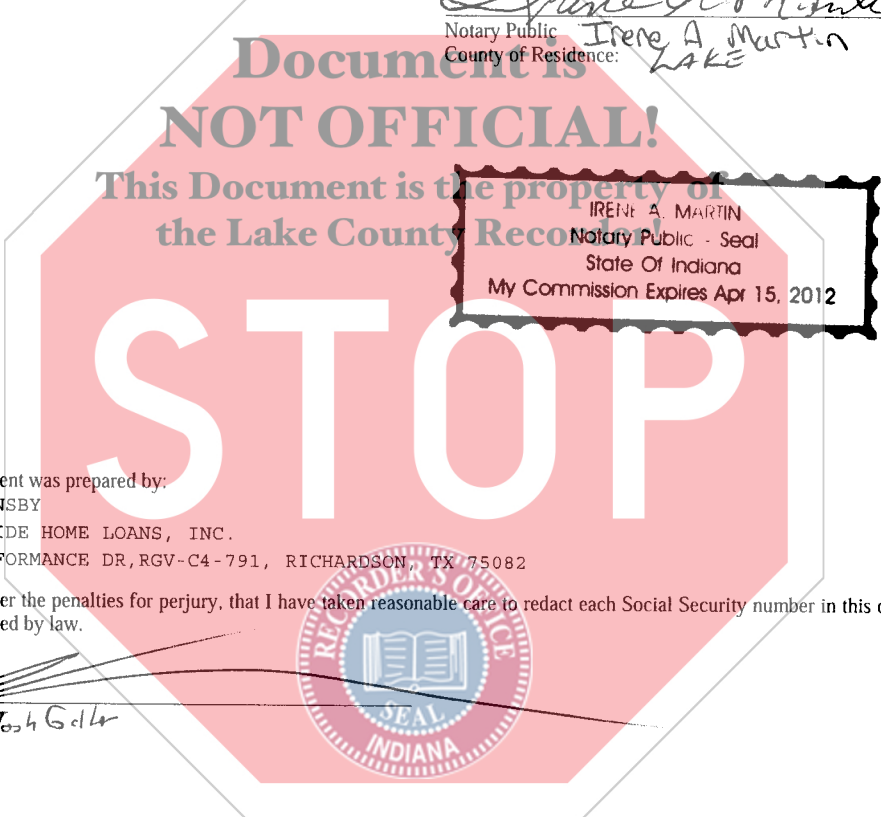 Notary Public Irene A Martin
County of Residence: LAKE
Document is
NOT OFFICIAL!
This Document is the property of
the Lake County Recorder!
IRENE A. MARTIN
Notary Public - Seal
State Of Indiana
My Commission Expires Apr 15, 2012
STOP
ent was prepared by:
NSBY
IDE HOME LOANS, INC.
FORMANCE DR,RGV-C4-791, RICHARDSON, TX 75082
er the penalties for perjury, that I have taken reasonable care to redact each Social Security number in this
ed by law.
RECORDER'S OFFICE
SEAL
INDIANA